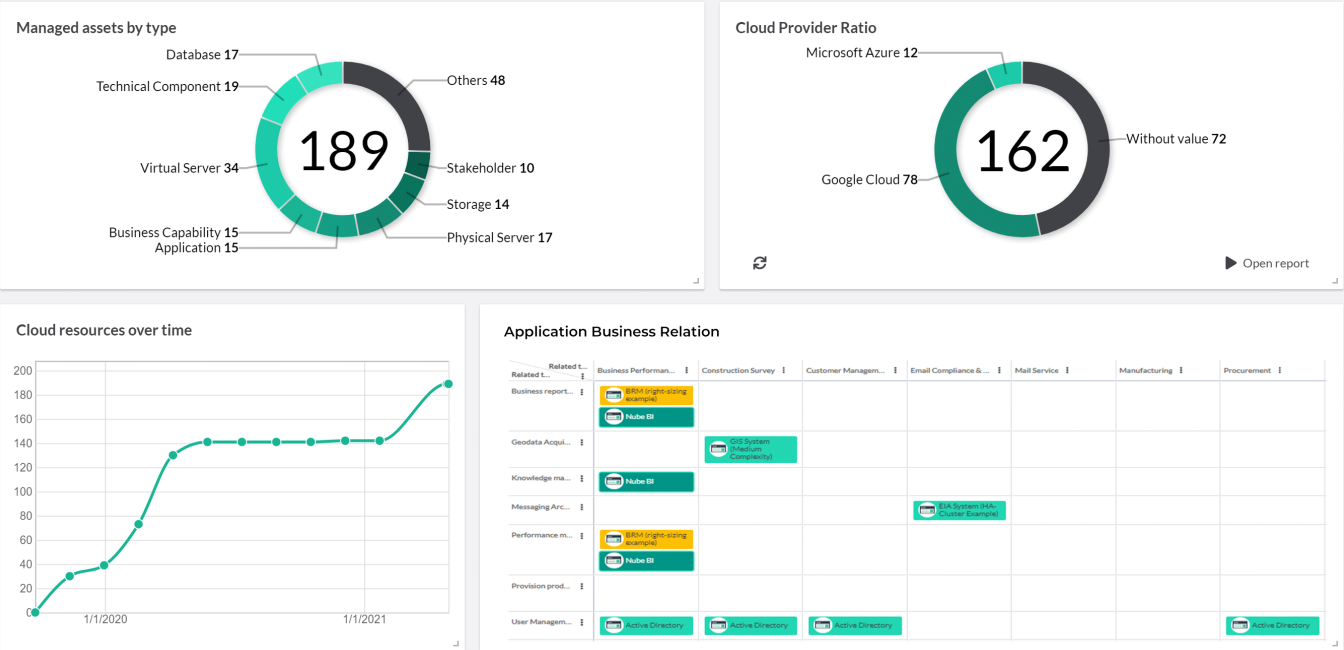 Managed assets by type
Database 17
Technical Component 19
Others 48
189
Virtual Server 34
Stakeholder 10
Storage 14
Business Capability 15
Application 15
Physical Server 17
Cloud Provider Ratio
Microsoft Azure 12
Without value 72
162
Google Cloud 78
Open report
Cloud resources over time
200
180
160
140
120
100
80
60
40
20
0
1/1/2020
1/1/2021
Application Business Relation
Related t...
Related t...
Business Performan...
Construction Survey
Customer Managem...
Email Compliance & ...
Mail Service
Manufacturing
Procurement
Business report...
BRM (right-sizing
example)
Nube BI
Geodata Acqui...
GIS System
(Medium
Complexity)
Knowledge ma...
Nube BI
Messaging Arc...
EIA System (HA-
Cluster Example)
Performance m...
BRM (right-sizing
example)
Nube BI
Provision prod...
User Managem...
Active Directory
Active Directory
Active Directory
Active Directory